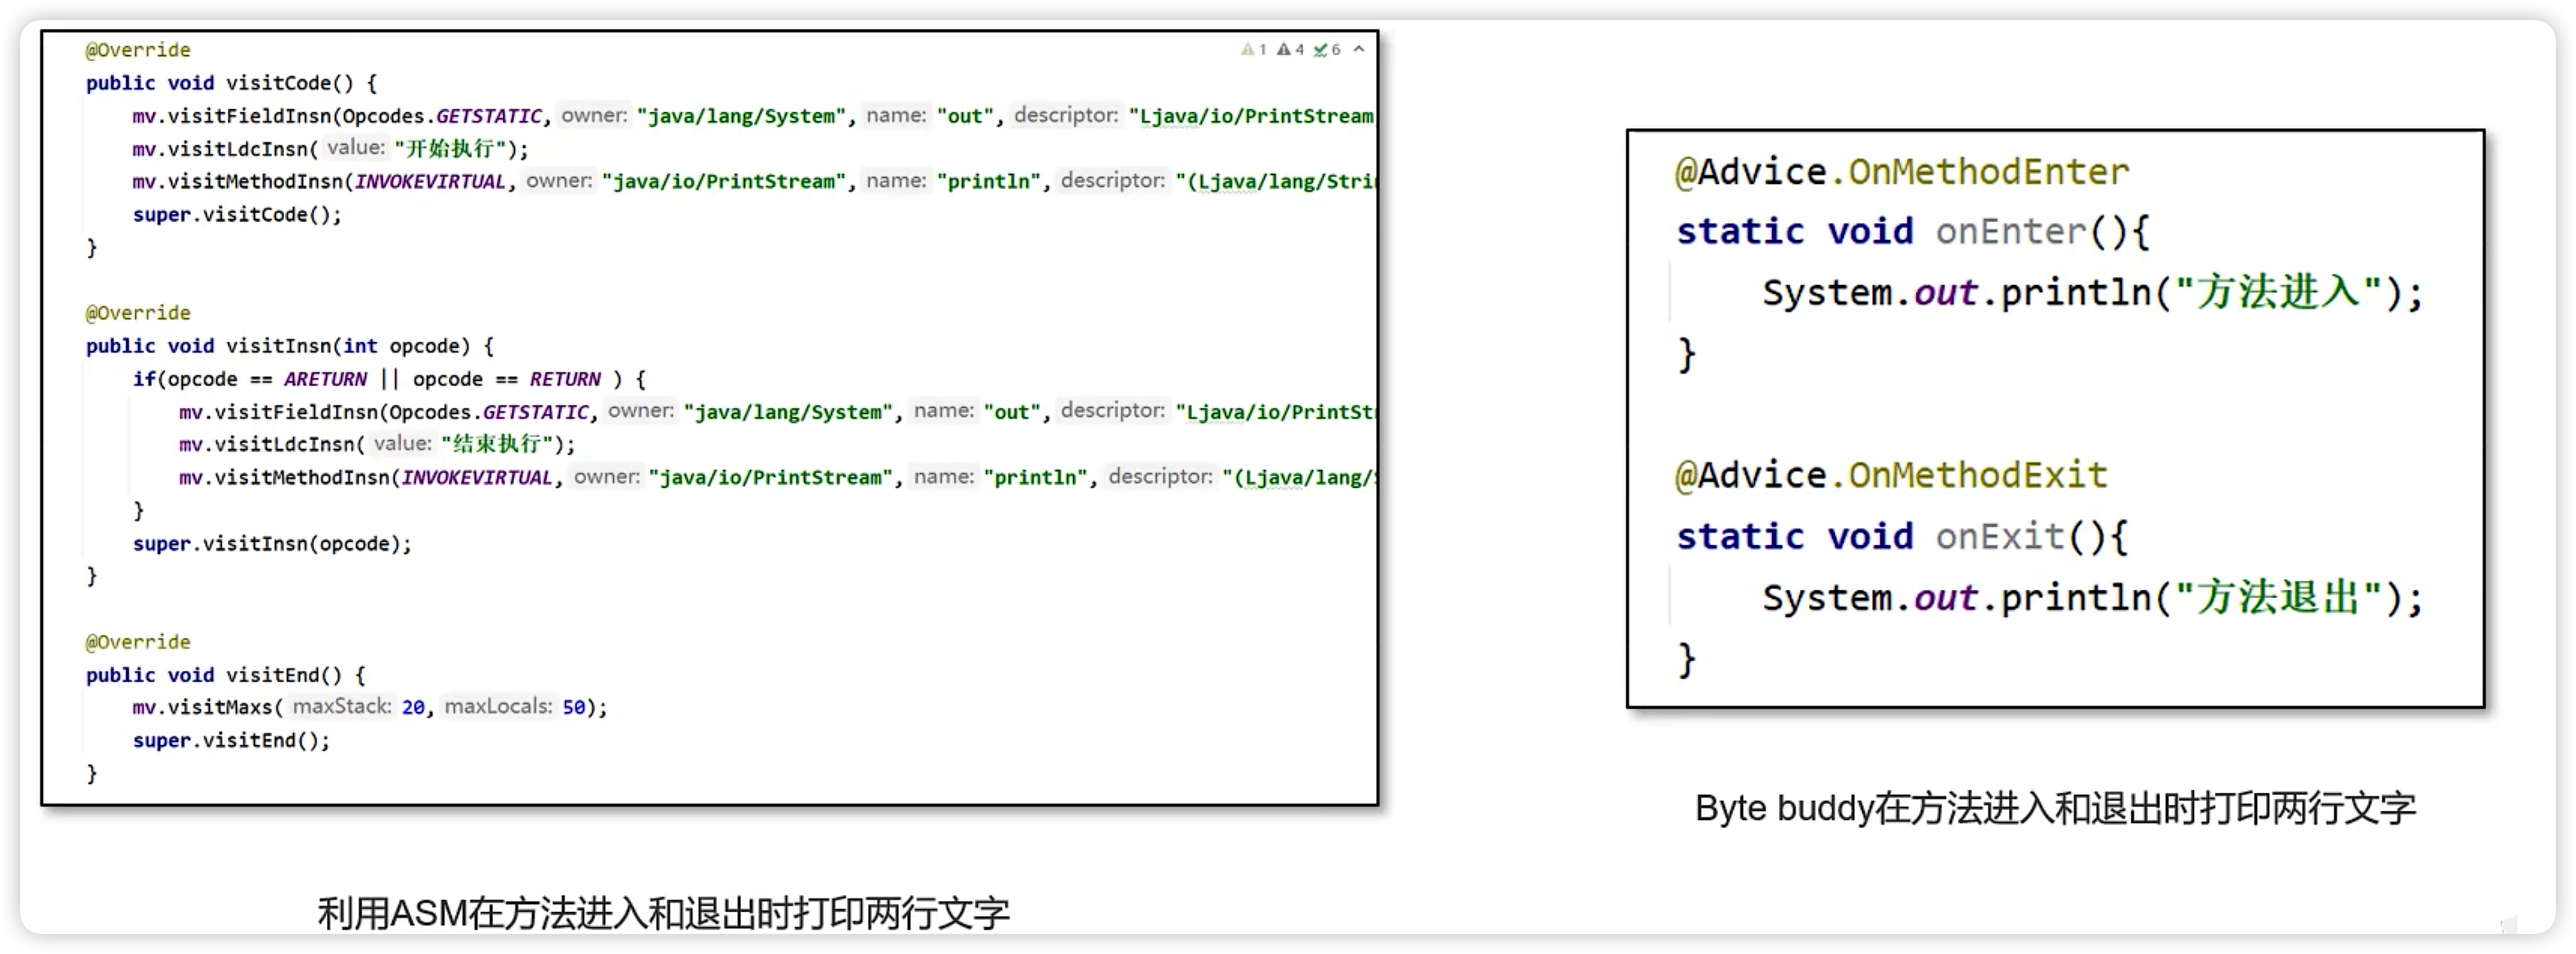 @Override
public void visitCode() {
mv.visitFieldInsn(Opcodes.GETSTATIC, owner: "java/lang/System", name: "out", descriptor: "Ljava/io/PrintStream
mv.visitLdcInsn( value: "开始执行");
mv.visitMethodInsn(INVOKEVIRTUAL, owner: "java/io/PrintStream", name: "println", descriptor: "(Ljava/lang/Stri
super.visitCode();
}
@Override
public void visitInsn(int opcode) {
if(opcode == ARETURN || opcode == RETURN ) {
mv.visitFieldInsn(Opcodes.GETSTATIC, owner: "java/lang/System", name: "out", descriptor: "Ljava/io/PrintSt
mv.visitLdcInsn( value: "结束执行");
mv.visitMethodInsn(INVOKEVIRTUAL, owner: "java/io/PrintStream", name: "println", descriptor: "(Ljava/lang/
}
super.visitInsn(opcode);
}
@Override
public void visitEnd() {
mv.visitMaxs( maxStack: 20, maxLocals: 50);
super.visitEnd();
}
1 4 6
利用ASM在方法进入和退出时打印两行文字
@Advice.OnMethodEnter
static void onEnter(){
System.out.println("方法进入");
}
@Advice.OnMethodExit
static void onExit(){
System.out.println("方法退出");
}
Byte buddy在方法进入和退出时打印两行文字